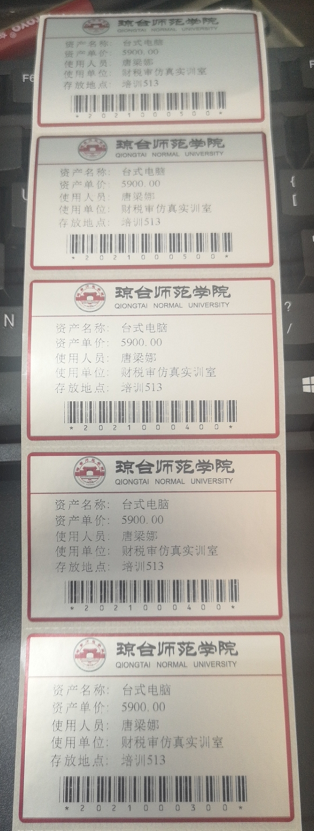 琼台师范学院
QIONGTAI NORMAL UNIVERSITY
资产名称: 台式电脑
资产单价: 5900.00
使用人员: 唐梁娜
使用单位: 财税审仿真实训室
存放地点: 培训513
*2021000100*
琼台师范学院
QIONGTAI NORMAL UNIVERSITY
资产名称: 台式电脑
资产单价: 5900.00
使用人员: 唐梁娜
使用单位: 财税审仿真实训室
存放地点: 培训513
*2021000500*
琼台师范学院
QIONGTAI NORMAL UNIVERSITY
资产名称: 台式电脑
资产单价: 5900.00
使用人员: 唐梁娜
使用单位: 财税审仿真实训室
存放地点: 培训513
*2021000400*
琼台师范学院
QIONGTAI NORMAL UNIVERSITY
资产名称: 台式电脑
资产单价: 5900.00
使用人员: 唐梁娜
使用单位: 财税审仿真实训室
存放地点: 培训513
*2021000400*
琼台师范学院
QIONGTAI NORMAL UNIVERSITY
资产名称: 台式电脑
资产单价: 5900.00
使用人员: 唐梁娜
使用单位: 财税审仿真实训室
存放地点: 培训513
*2021000300*
N
?
/
{
[